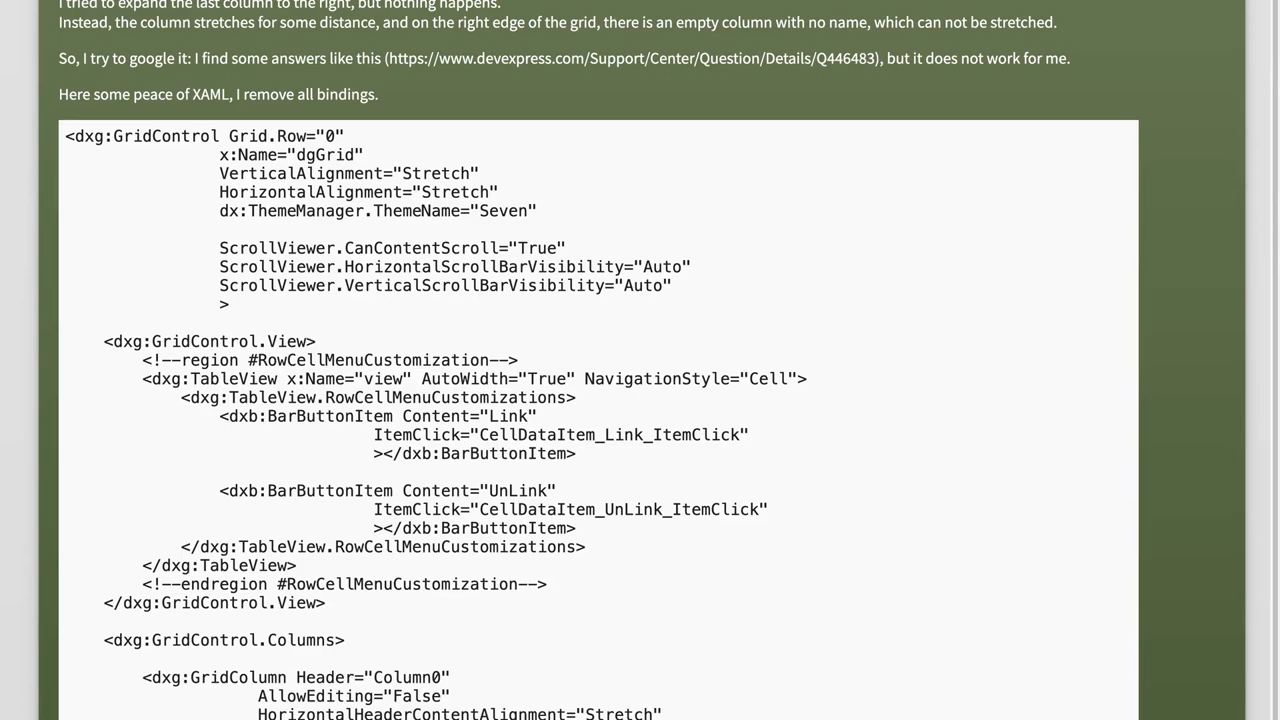 I tried to expand the last column to the right, but nothing happens.
Instead, the column stretches for some distance, and on the right edge of the grid, there is an empty column with no name, which can not be stretched.
So, I try to google it: I find some answers like this (https://www.devexpress.com/Support/Center/Question/Details/Q446483), but it does not work for me.
Here some peace of XAML, I remove all bindings.
<dxg:GridControl Grid.Row="0"
x:Name="dgGrid"
VerticalAlignment="Stretch"
HorizontalAlignment="Stretch"
dx:ThemeManager.ThemeName="Seven"
ScrollViewer.CanContentScroll="True"
ScrollViewer.HorizontalScrollBarVisibility="Auto"
ScrollViewer.VerticalScrollBarVisibility="Auto"
>
<dxg:GridControl.View>
<!--region #RowCellMenuCustomization-->
<dxg:TableView x:Name="view" AutoWidth="True" NavigationStyle="Cell">
<dxg:TableView.RowCellMenuCustomizations>
<dxb:BarButtonItem Content="Link"
ItemClick="CellDataItem_Link_ItemClick"
></dxb:BarButtonItem>
<dxb:BarButtonItem Content="UnLink"
ItemClick="CellDataItem_UnLink_ItemClick"
></dxb:BarButtonItem>
</dxg:TableView.RowCellMenuCustomizations>
</dxg:TableView>
<!--endregion #RowCellMenuCustomization-->
</dxg:GridControl.View>
<dxg:GridControl.Columns>
<dxg:GridColumn Header="Column0"
AllowEditing="False"
HorizontalHeaderContentAlignment="Stretch"